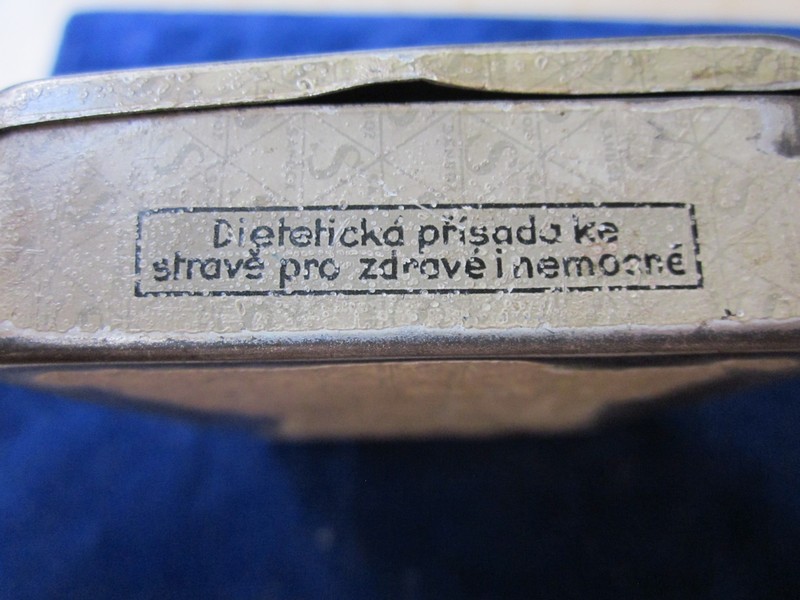 Dietetická přísada ke
stravě pro zdravé i nemocné